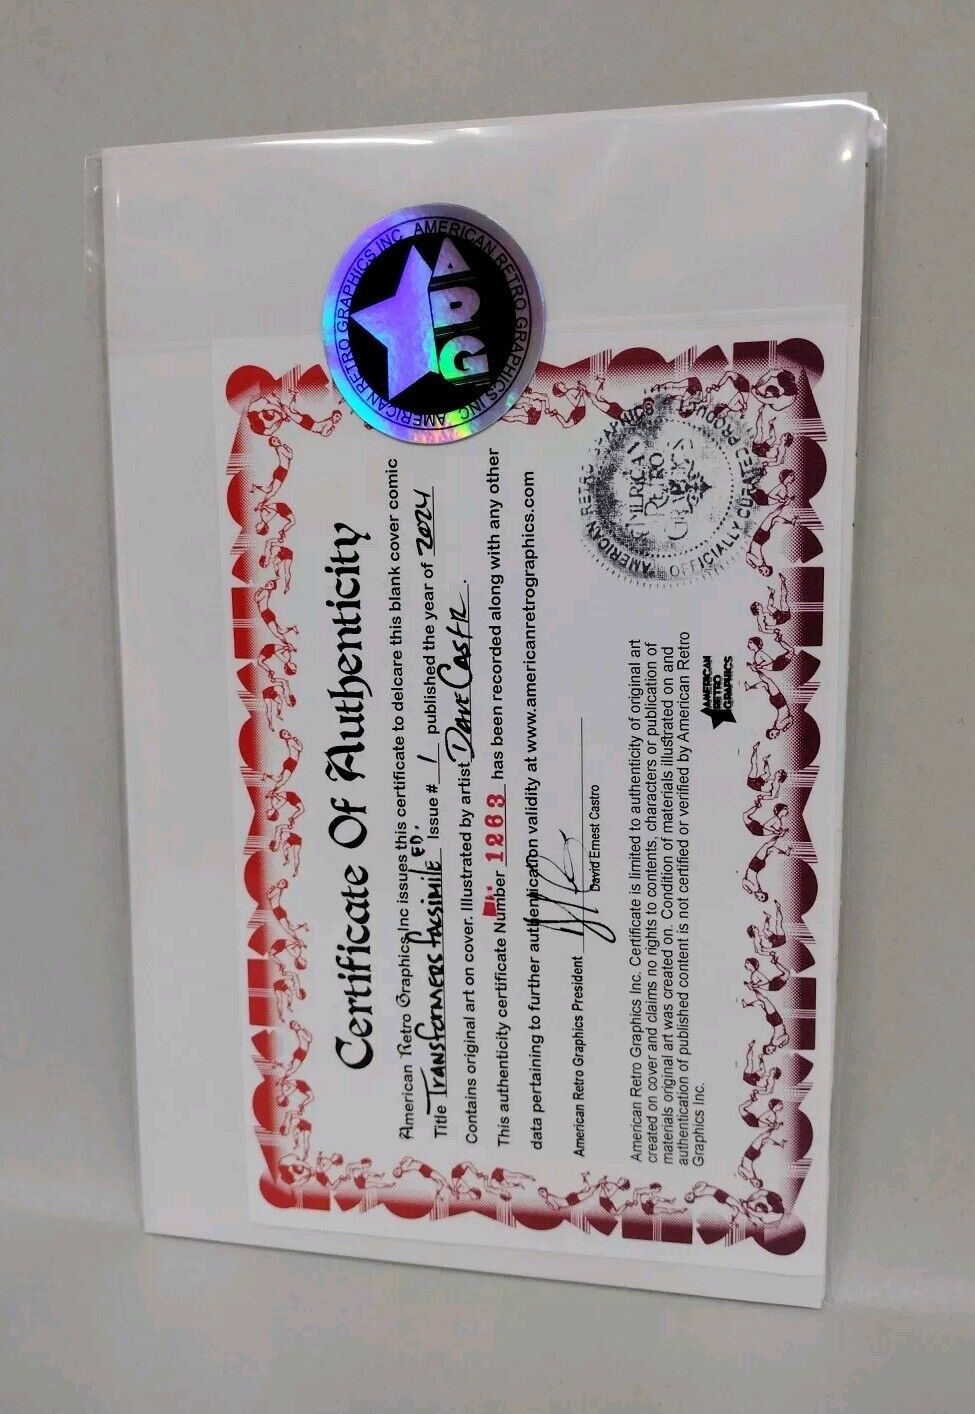 AMERICAN RETRO GRAPHICS INC. AMERICAN RETRO GRAPHICS INC.
ARG
Certificate Of Authenticity
American Retro Graphics Inc issues this certificate to delcare this blank cover comic
Title Transformers Facsimile ED. Issue # 1 published the year of 2024
Contains original art on cover. Illustrated by artist Dave Castr.
This authenticity certificate Number 1263 has been recorded along with any other
data pertaining to further authentication validity at www.americanretrographics.com
American Retro Graphics President
David Ernest Castro
American Retro Graphics Inc. Certificate is limited to authenticity of original art
created on cover and claims no rights to contents, characters or publication of
materials original art was created on. Condition of materials illustrated on and
authentication of published content is not certified or verified by American Retro
Graphics Inc.
AMERICAN
RETRO
GRAPHICS
AMERICAN RETRO GRAPHICS
OFFICIALLY CURATED PRODUCT
AMERICAN
RETRO
GRAPHICS